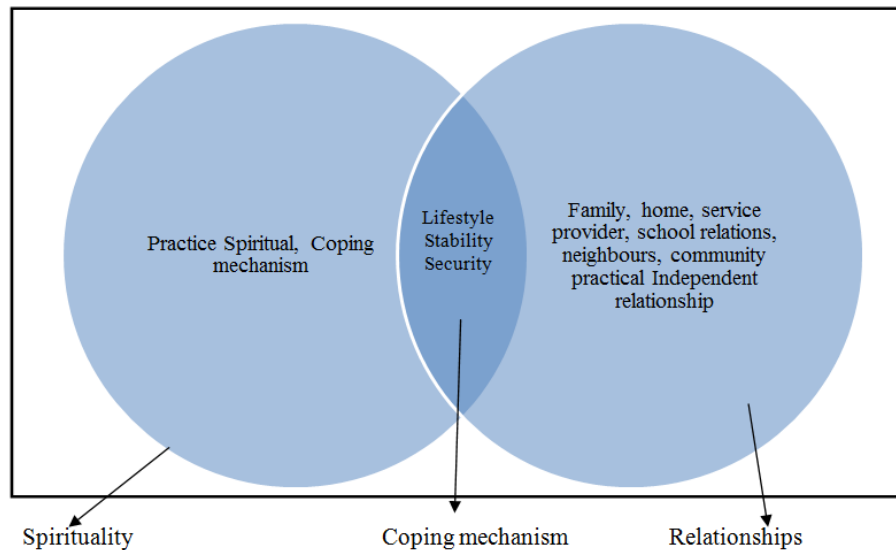 Practice Spiritual, Coping
mechanism
Lifestyle
Stability
Security
Family, home, service
provider, school relations,
neighbours, community
practical Independent
relationship
Spirituality
Coping mechanism
Relationships